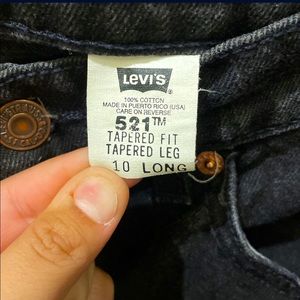 LEVI'S ®
100% COTTON
MADE IN PUERTO RICO (USA)
CARE ON REVERSE
521™
TAPERED FIT
TAPERED LEG
10 LONG